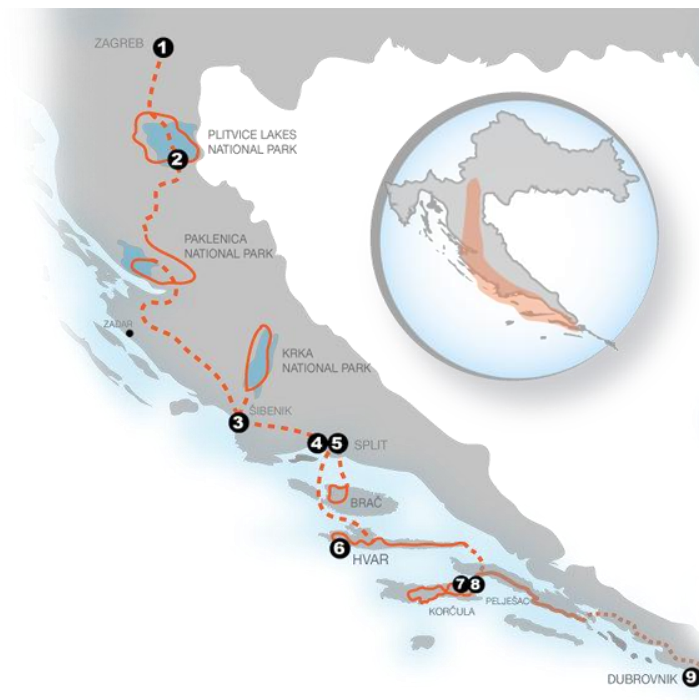 ZAGREB 1
PLITVICE LAKES
NATIONAL PARK
2
PAKLENICA
NATIONAL PARK
ZADAR
KRKA
NATIONAL PARK
ŠIBENIK
3
4 5 SPLIT
BRAČ
6
HVAR
7 8
PELJEŠAC
KORČULA
DUBROVNIK 9